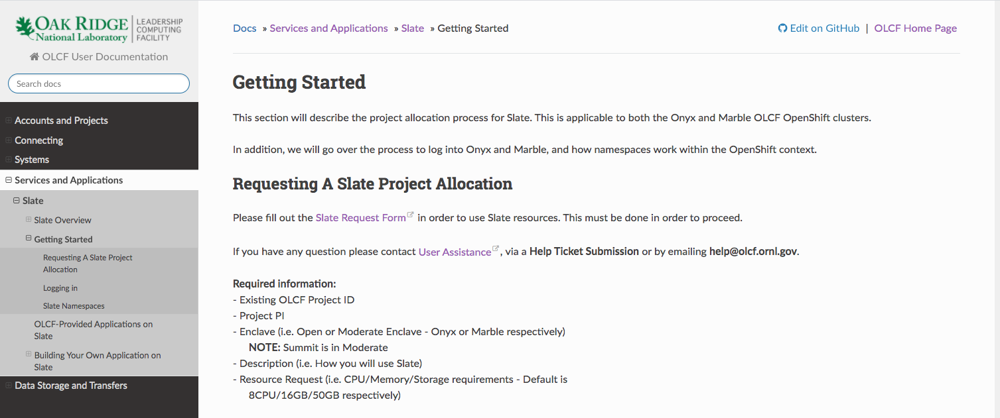 OAK RIDGE
National Laboratory
LEADERSHIP
COMPUTING
FACILITY
OLCF User Documentation
Search docs
Accounts and Projects
Connecting
Systems
Services and Applications
Slate
Slate Overview
Getting Started
Requesting A Slate Project
Allocation
Logging in
Slate Namespaces
OLCF-Provided Applications on
Slate
Building Your Own Application on
Slate
Data Storage and Transfers
Docs » Services and Applications » Slate » Getting Started
Edit on GitHub | OLCF Home Page
Getting Started
This section will describe the project allocation process for Slate. This is applicable to both the Onyx and Marble OLCF OpenShift clusters.
In addition, we will go over the process to log into Onyx and Marble, and how namespaces work within the OpenShift context.
Requesting A Slate Project Allocation
Please fill out the Slate Request Form in order to use Slate resources. This must be done in order to proceed.
If you have any question please contact User Assistance, via a Help Ticket Submission or by emailing help@olcf.ornl.gov.
Required information:
- Existing OLCF Project ID
- Project PI
- Enclave (i.e. Open or Moderate Enclave - Onyx or Marble respectively)
NOTE: Summit is in Moderate
- Description (i.e. How you will use Slate)
- Resource Request (i.e. CPU/Memory/Storage requirements - Default is
8CPU/16GB/50GB respectively)